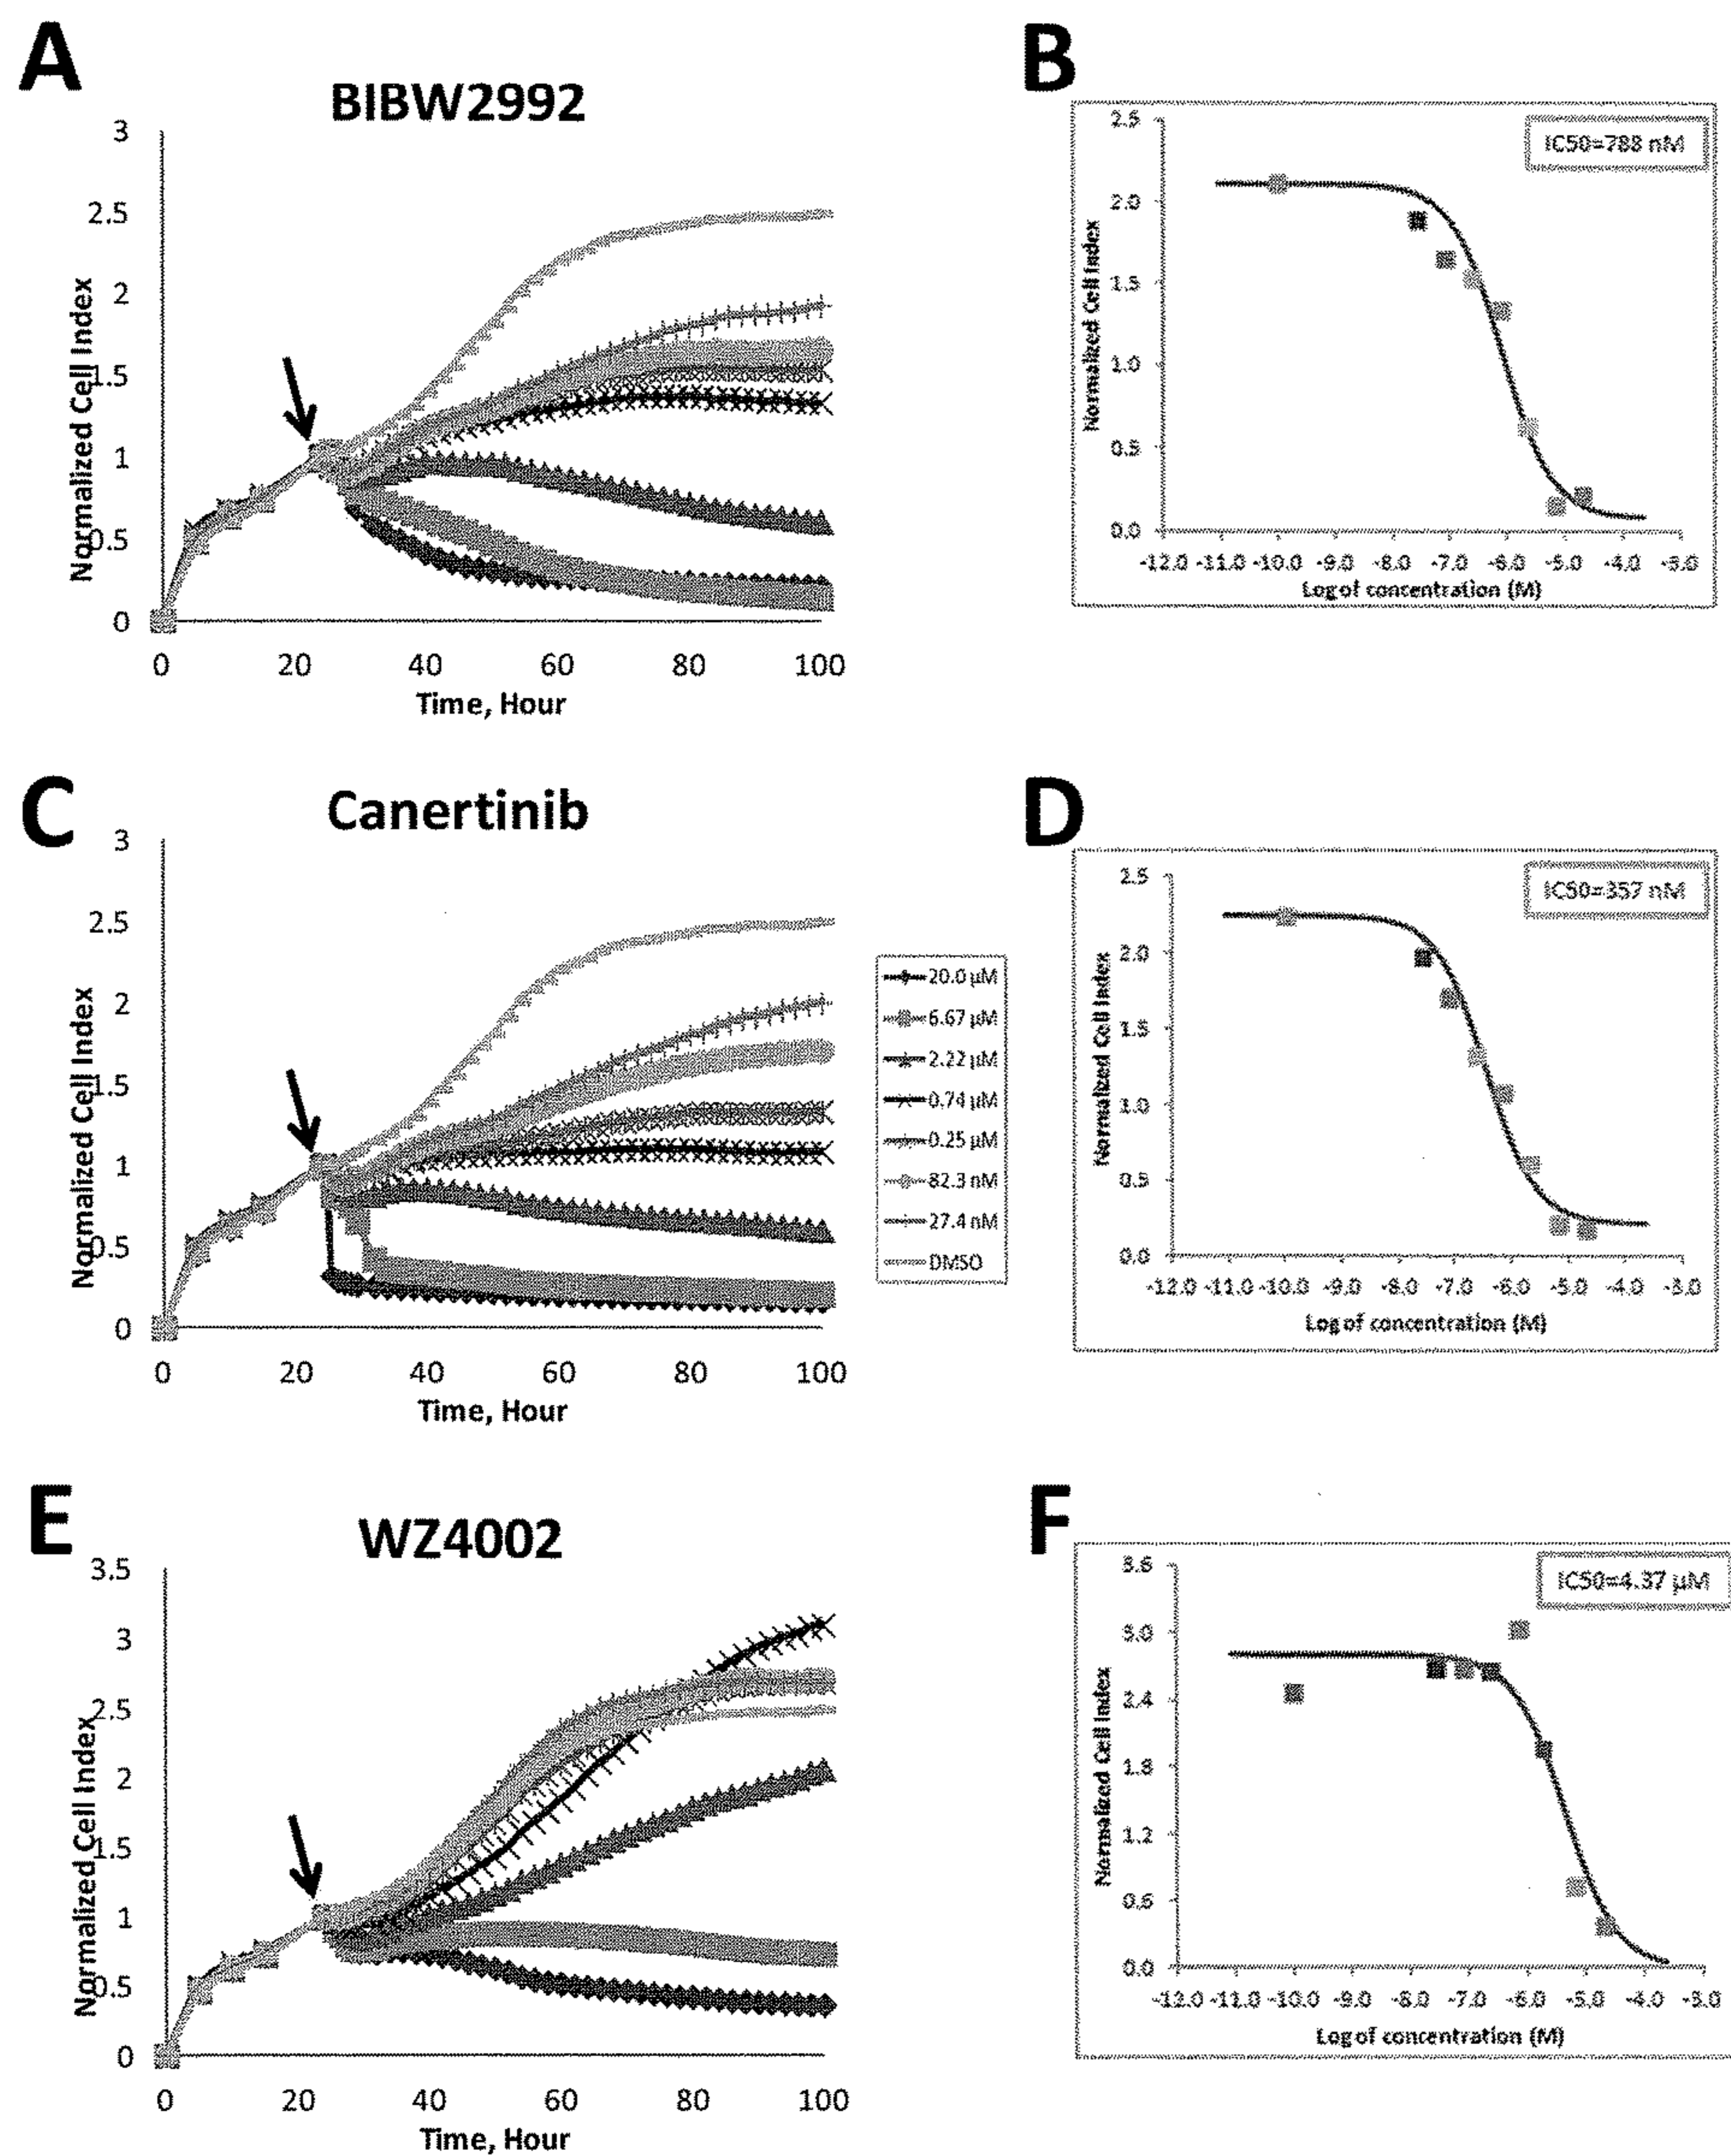 A
BIBW2992
3
2.5
2
1.5
1
0.5
0
Normalized Cell Index
0 20 40 60 80 100
Time, Hour
B
IC50=788 nM
2.5
2.0
1.5
1.0
0.5
0.0
Normalized Cell Index
-12.0 -11.0 -10.0 -9.0 -8.0 -7.0 -6.0 -5.0 -4.0 -3.0
Log of concentration (M)
C
Canertinib
3
2.5
2
1.5
1
0.5
0
Normalized Cell Index
0 20 40 60 80 100
Time, Hour
20.0 µM
6.67 µM
2.22 µM
0.74 µM
0.25 µM
82.3 nM
27.4 nM
DMSO
D
IC50=357 nM
2.5
2.0
1.5
1.0
0.5
0.0
Normalized Cell Index
-12.0 -11.0 -10.0 -9.0 -8.0 -7.0 -6.0 -5.0 -4.0 -3.0
Log of concentration (M)
E
WZ4002
3.5
3
2.5
2
1.5
1
0.5
0
Normalized Cell Index
0 20 40 60 80 100
Time, Hour
F
IC50=4.37 µM
3.6
3.0
2.4
1.8
1.2
0.6
0.0
Normalized Cell Index
-12.0 -11.0 -10.0 -9.0 -8.0 -7.0 -6.0 -5.0 -4.0 -3.0
Log of concentration (M)